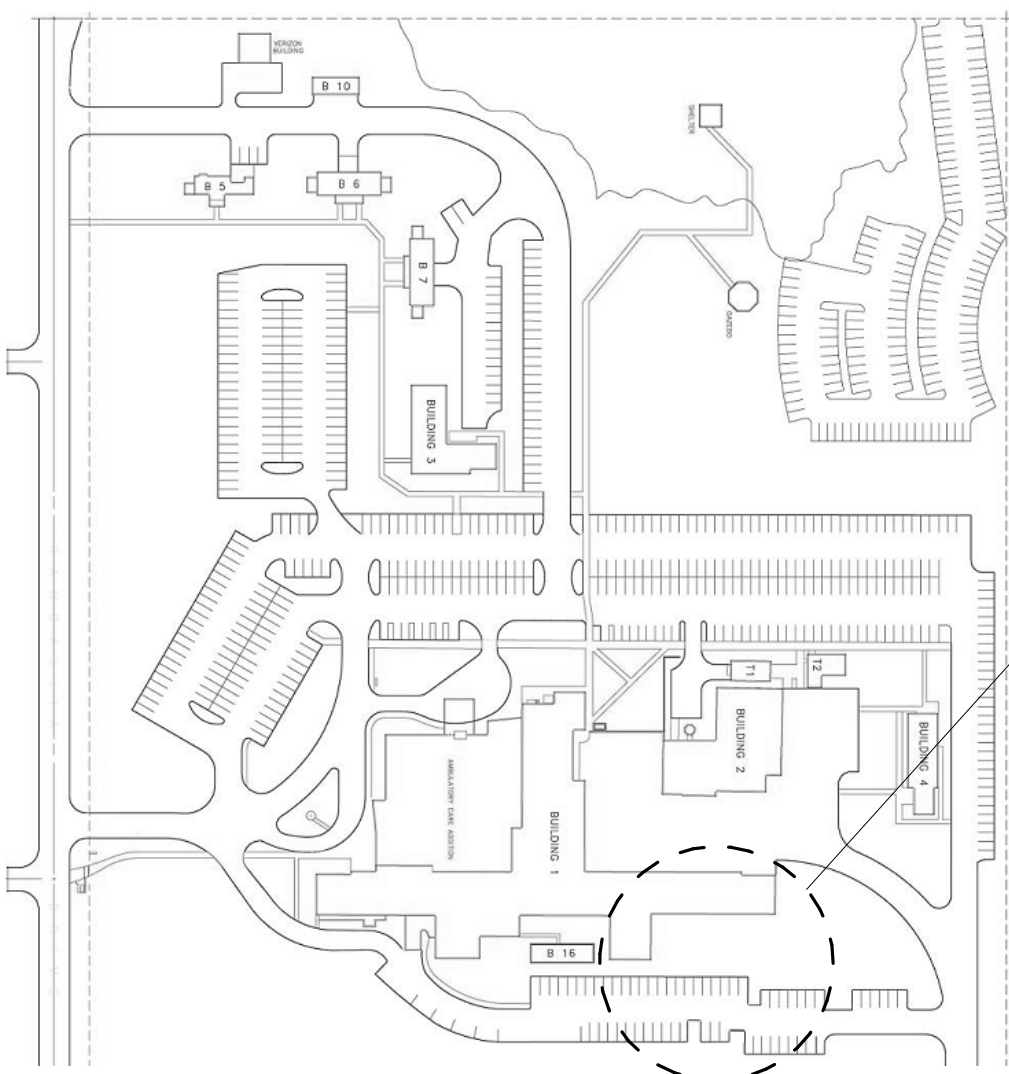 VERIZON
BUILDING
B 10
SHELTER
B 5
B 6
B 7
GAZEBO
BUILDING 3
T1
T2
BUILDING 2
BUILDING 4
AMBULATORY CARE ADDITION
BUILDING 1
B 16